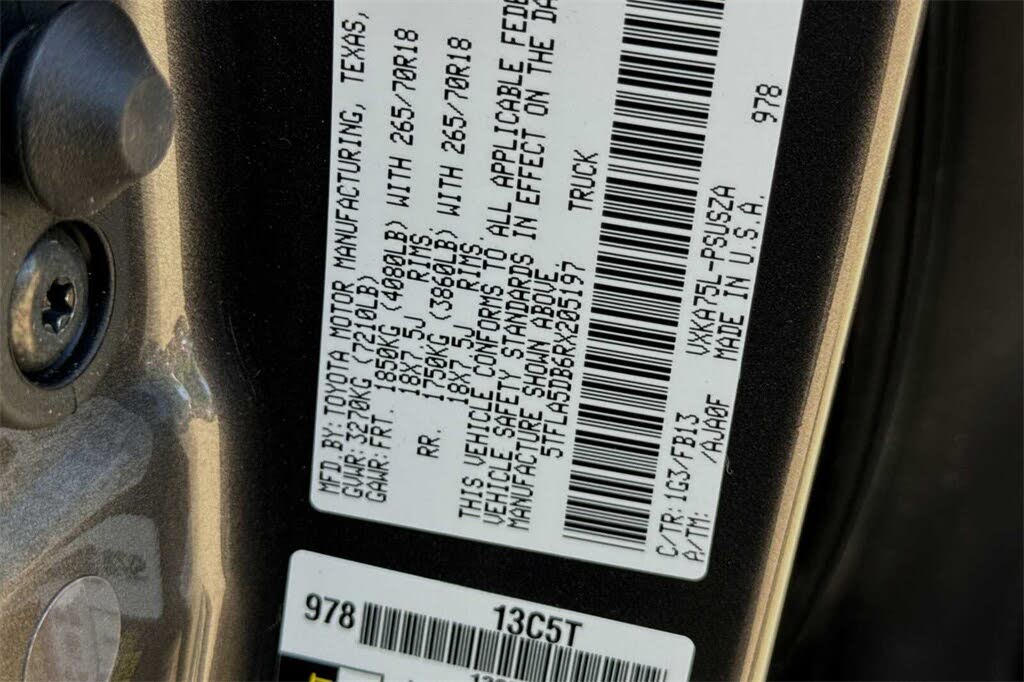 MFD BY: TOYOTA MOTOR MANUFACTURING, TEXAS,
GVWR: 3270KG (7210LB)
GAWR: FRT. 1850KG (4080LB) WITH 265/70R18
18X7.5J RIMS,
RR. 1750KG (3860LB) WITH 265/70R18
18X7.5J RIMS.
THIS VEHICLE CONFORMS TO ALL APPLICABLE FEDE
VEHICLE SAFETY STANDARDS IN EFFECT ON THE DA
MANUFACTURE SHOWN ABOVE.
5TFLA5DB6RX205197 TRUCK
C/TR: 1G3/FB13 VXKA75L-PSUSZA 978
A/TM: /AJA0F MADE IN U.S.A.
978 13C5T